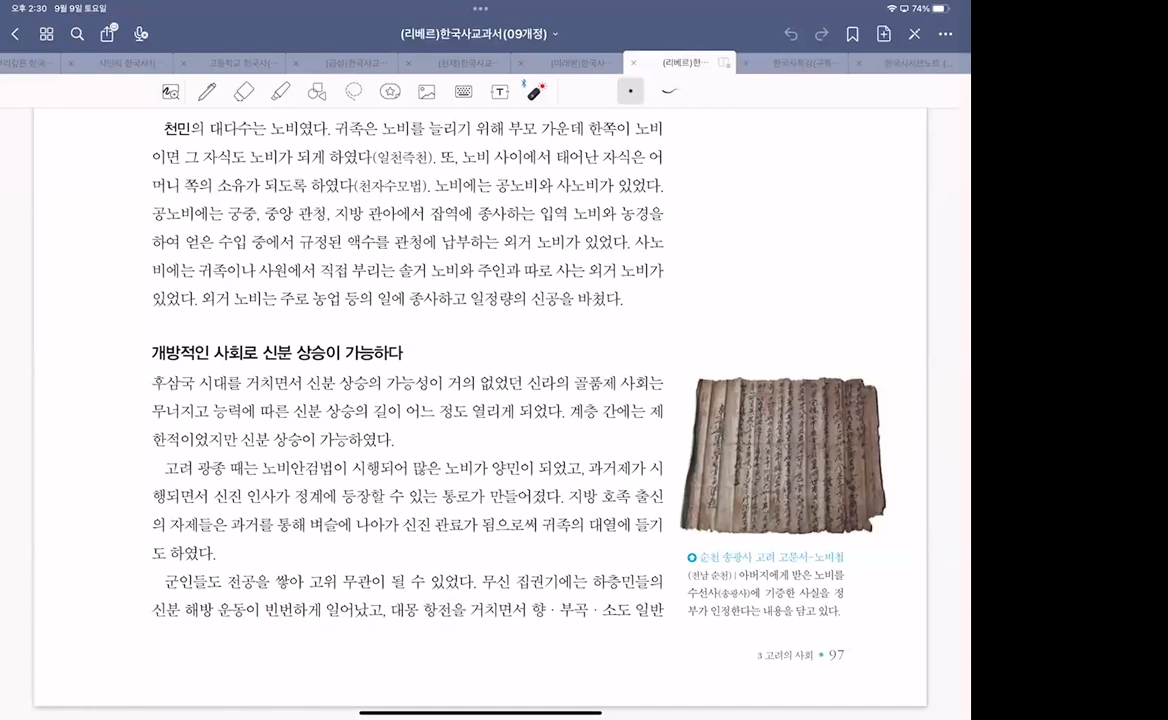 오후 2:30 9월 9일 토요일
74%
(리베르)한국사교과서(09개정)
고등학교 한국사(…
(금성)한국사교…
(천재)한국사교…
(미래엔)한국사…
(리베르)한…
천민의 대다수는 노비였다. 귀족은 노비를 늘리기 위해 부모 가운데 한쪽이 노비
이면 그 자식도 노비가 되게 하였다(일천즉천). 또, 노비 사이에서 태어난 자식은 어
머니 쪽의 소유가 되도록 하였다(천자수모법). 노비에는 공노비와 사노비가 있었다.
공노비에는 궁중, 중앙 관청, 지방 관아에서 잡역에 종사하는 입역 노비와 농경을
하여 얻은 수입 중에서 규정된 액수를 관청에 납부하는 외거 노비가 있었다. 사노
비에는 귀족이나 사원에서 직접 부리는 솔거 노비와 주인과 따로 사는 외거 노비가
있었다. 외거 노비는 주로 농업 등의 일에 종사하고 일정량의 신공을 바쳤다.
개방적인 사회로 신분 상승이 가능하다
후삼국 시대를 거치면서 신분 상승의 가능성이 거의 없었던 신라의 골품제 사회는
무너지고 능력에 따른 신분 상승의 길이 어느 정도 열리게 되었다. 계층 간에는 제
한적이었지만 신분 상승이 가능하였다.
고려 광종 때는 노비안검법이 시행되어 많은 노비가 양민이 되었고, 과거제가 시
행되면서 신진 인사가 정계에 등장할 수 있는 통로가 만들어졌다. 지방 호족 출신
의 자제들은 과거를 통해 벼슬에 나아가 신진 관료가 됨으로써 귀족의 대열에 들기
도 하였다.
군인들도 전공을 쌓아 고위 무관이 될 수 있었다. 무신 집권기에는 하층민들의
신분 해방 운동이 빈번하게 일어났고, 대몽 항전을 거치면서 향·부곡·소도 일반
순천 송광사 고려 고문서-노비첩
(전남 순천) | 아버지에게 받은 노비를
수선사(송광사)에 기증한 사실을 정
부가 인정한다는 내용을 담고 있다.
3 고려의 사회 • 97